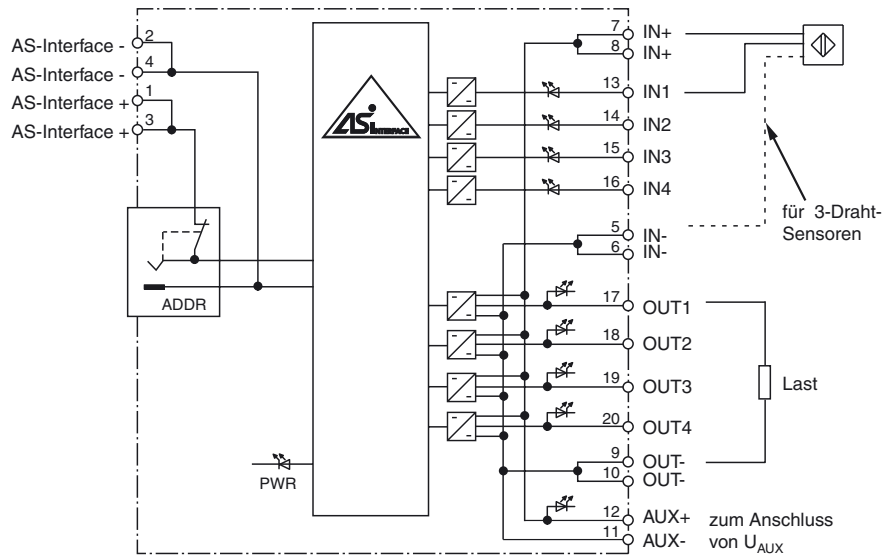 AS-Interface - 2
AS-Interface - 4
AS-Interface + 1
AS-Interface + 3
ADDR
PWR
ASi INTERFACE
7 IN+
8 IN+
13 IN1
14 IN2
15 IN3
16 IN4
5 IN-
6 IN-
17 OUT1
18 OUT2
19 OUT3
20 OUT4
9 OUT-
10 OUT-
12 AUX+
11 AUX-
für 3-Draht-
Sensoren
Last
zum Anschluss
von UAUX